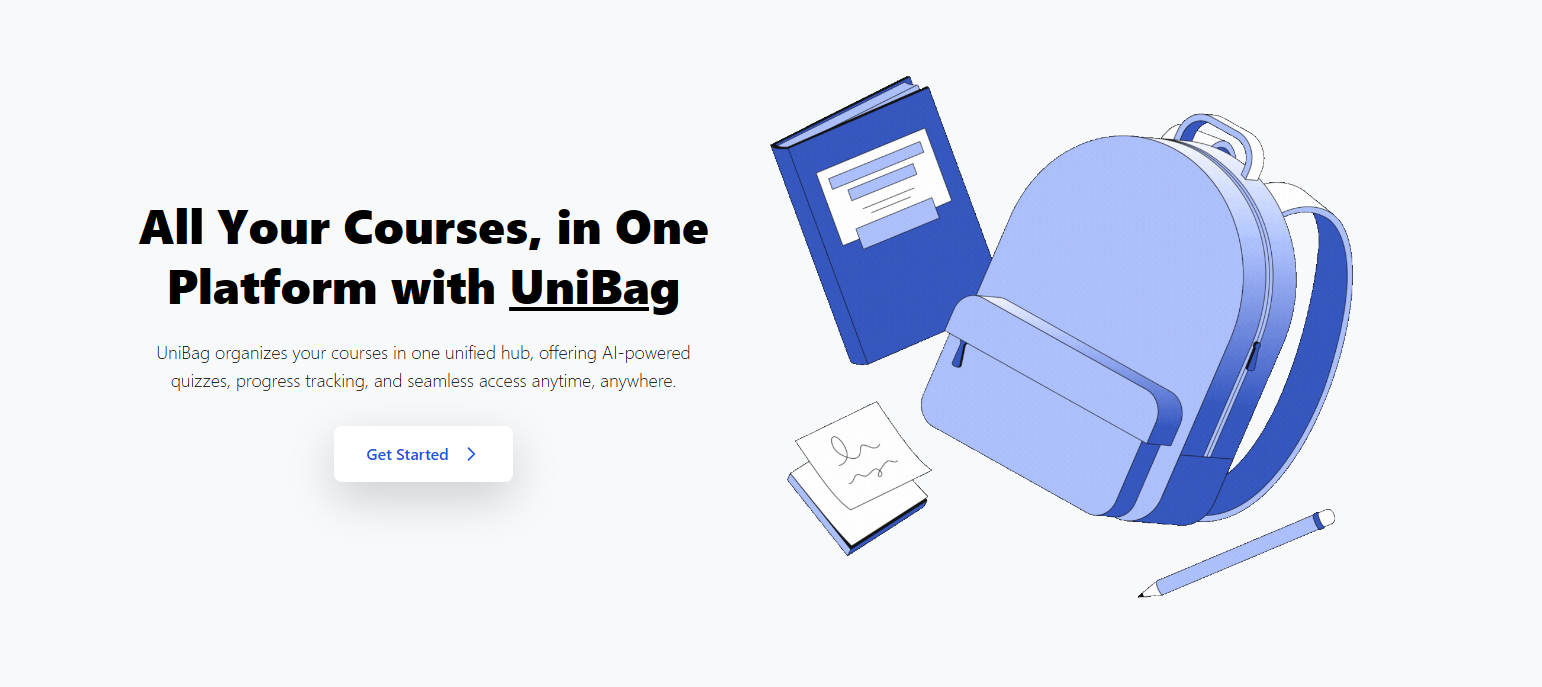 All Your Courses, in One
Platform with UniBag
UniBag organizes your courses in one unified hub, offering AI-powered
quizzes, progress tracking, and seamless access anytime, anywhere.
Get Started